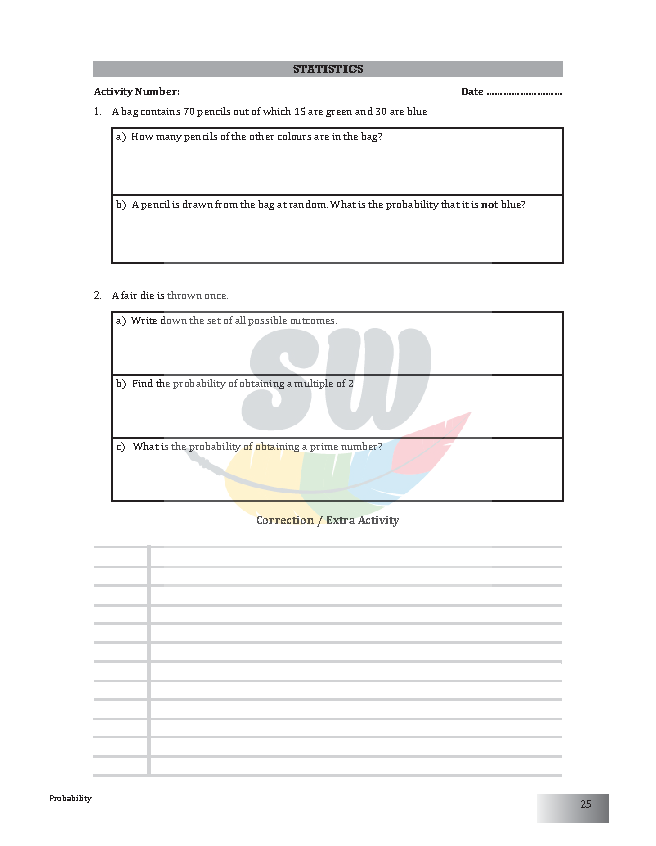 STATISTICS
Activity Number: Date ...........................
1. A bag contains 70 pencils out of which 15 are green and 30 are blue
a) How many pencils of the other colours are in the bag?
b) A pencil is drawn from the bag at random. What is the probability that it is not blue?
2. A fair die is thrown once.
a) Write down the set of all possible outcomes.
b) Find the probability of obtaining a multiple of 2
c) What is the probability of obtaining a prime number?
sw
Correction / Extra Activity
Probability
25